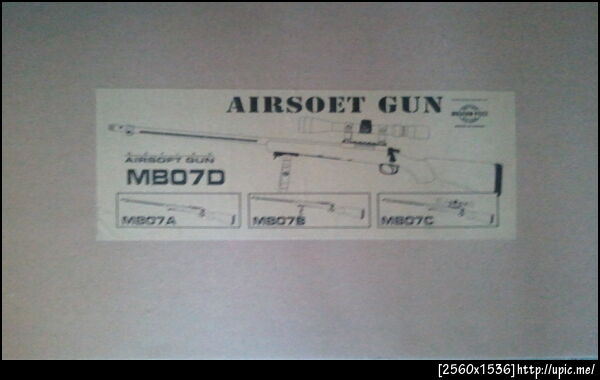 AIRSOET GUN
AIRSOFT GUN
MB07D
MB07A
MB07B
MB07C
[2560x1536]http://upic.me/